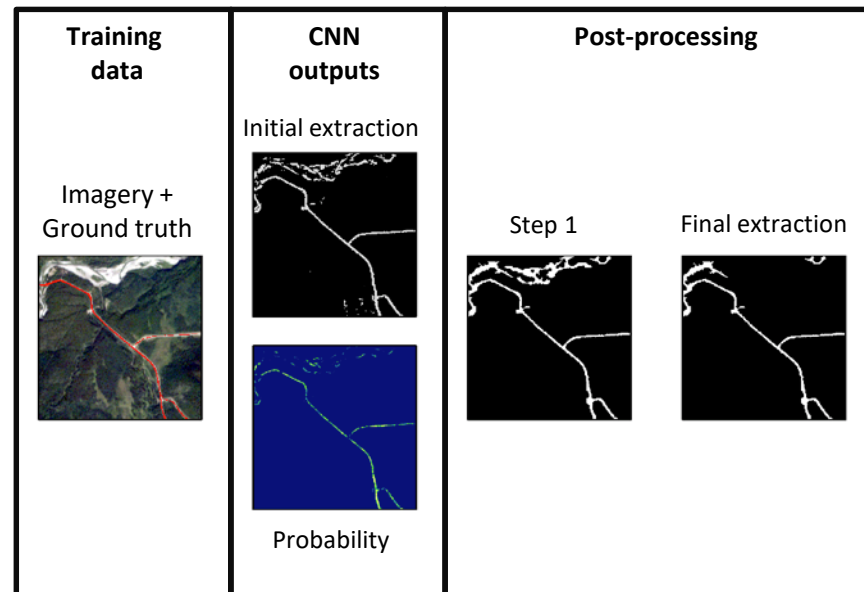 Training
data
Imagery +
Ground truth
CNN
outputs
Initial extraction
Probability
Post-processing
Step 1
Final extraction